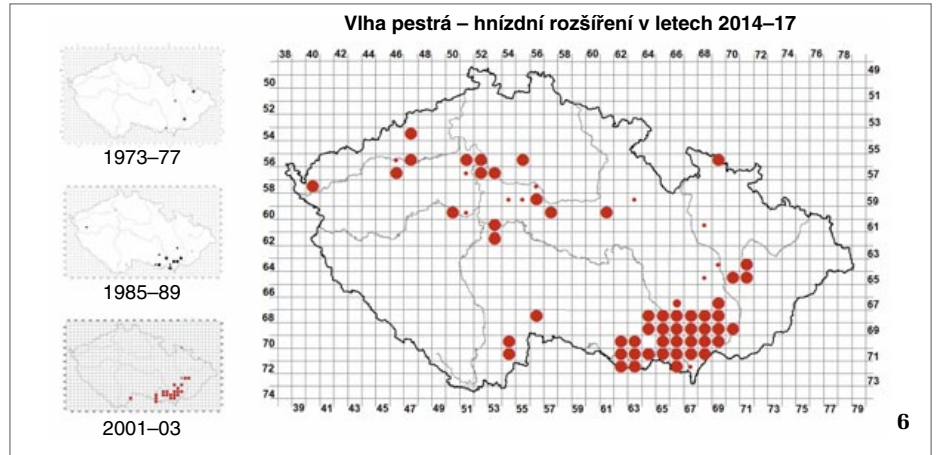 Vlha pestrá – hnízdní rozšíření v letech 2014–17
38 40 42 44 46 48 50 52 54 56 58 60 62 64 66 68 70 72 74 76 78
50 52 54 56 58 60 62 64 66 68 70 72 74
49 51 53 55 57 59 61 63 65 67 69 71 73
39 41 43 45 47 49 51 53 55 57 59 61 63 65 67 69 71 73 75 77 79
1973–77
1985–89
2001–03
6